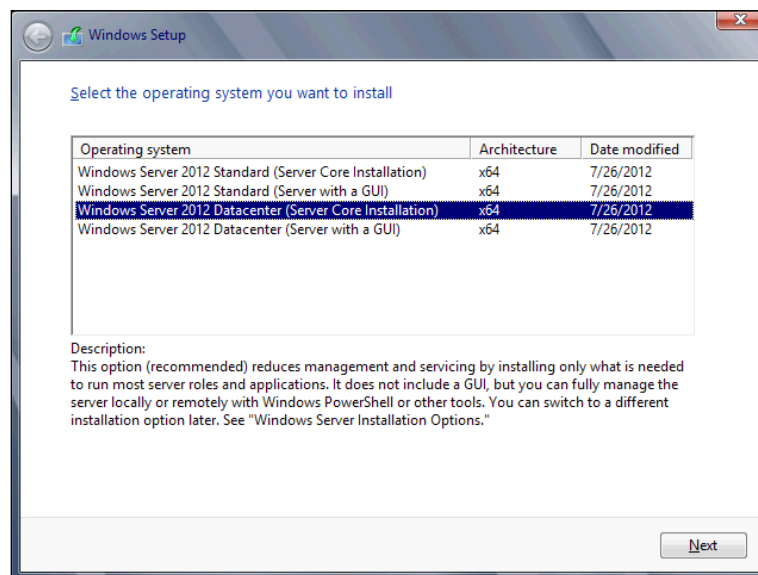 Windows Setup
Select the operating system you want to install
Operating system Architecture Date modified
Windows Server 2012 Standard (Server Core Installation) x64 7/26/2012
Windows Server 2012 Standard (Server with a GUI) x64 7/26/2012
Windows Server 2012 Datacenter (Server Core Installation) x64 7/26/2012
Windows Server 2012 Datacenter (Server with a GUI) x64 7/26/2012
Description:
This option (recommended) reduces management and servicing by installing only what is needed
to run most server roles and applications. It does not include a GUI, but you can fully manage the
server locally or remotely with Windows PowerShell or other tools. You can switch to a different
installation option later. See "Windows Server Installation Options."
Next